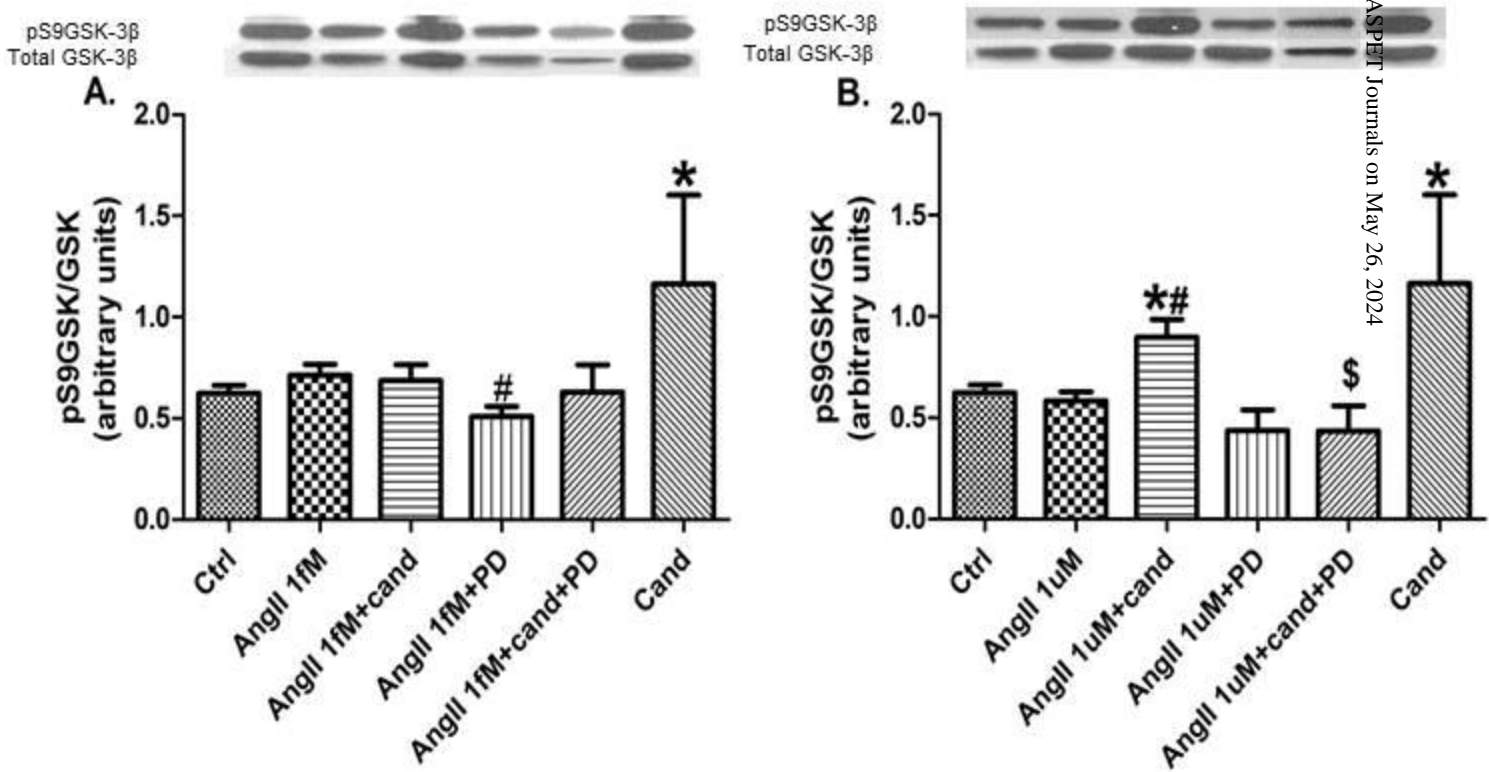 pS9GSK-3β
Total GSK-3β
A.
2.0
1.5
1.0
0.5
0.0
pS9GSK/GSK
(arbitrary units)
*
#
Ctrl
AngII 1fM
AngII 1fM+cand
AngII 1fM+PD
AngII 1fM+cand+PD
Cand
pS9GSK-3β
Total GSK-3β
B.
2.0
1.5
1.0
0.5
0.0
pS9GSK/GSK
(arbitrary units)
*#
$
*
Ctrl
AngII 1uM
AngII 1uM+cand
AngII 1uM+PD
AngII 1uM+cand+PD
Cand
ASPET Journals on May 26, 2024